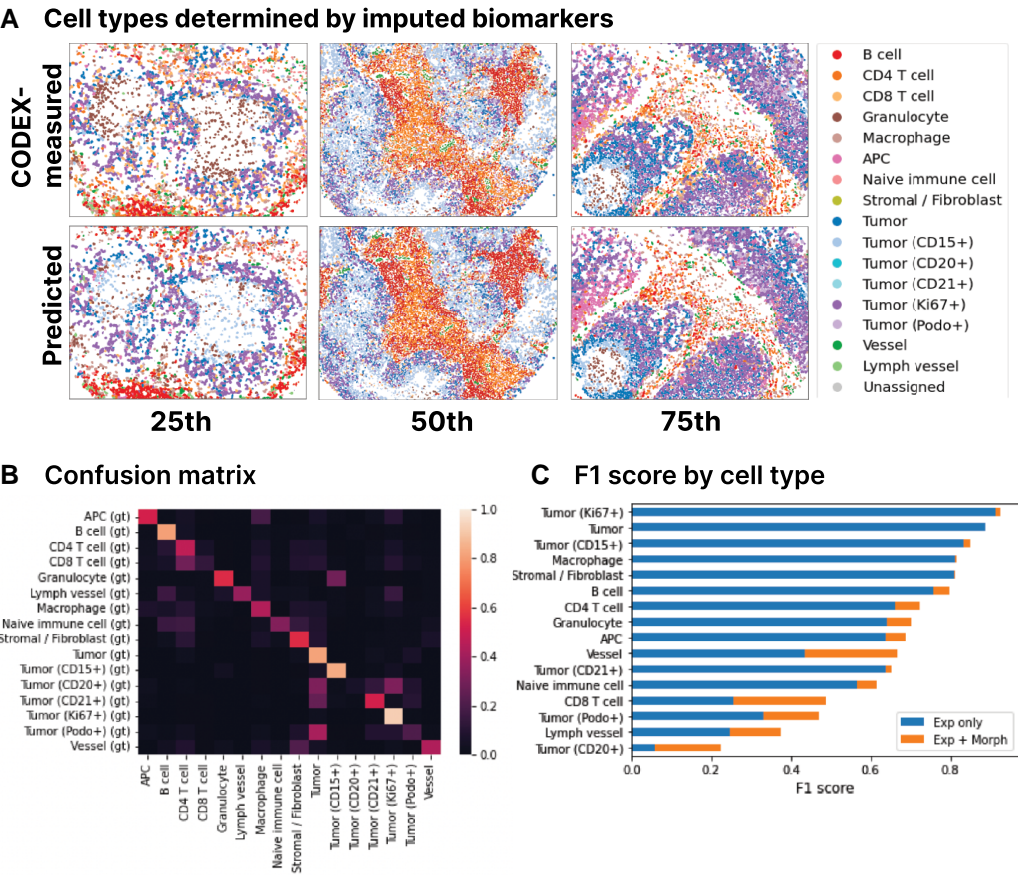 A Cell types determined by imputed biomarkers
CODEX-
measured
Predicted
25th
50th
75th
B cell
CD4 T cell
CD8 T cell
Granulocyte
Macrophage
APC
Naive immune cell
Stromal / Fibroblast
Tumor
Tumor (CD15+)
Tumor (CD20+)
Tumor (CD21+)
Tumor (Ki67+)
Tumor (Podo+)
Vessel
Lymph vessel
Unassigned
B Confusion matrix
APC (gt)
B cell (gt)
CD4 T cell (gt)
CD8 T cell (gt)
Granulocyte (gt)
Lymph vessel (gt)
Macrophage (gt)
Naive immune cell (gt)
Stromal / Fibroblast (gt)
Tumor (gt)
Tumor (CD15+) (gt)
Tumor (CD20+) (gt)
Tumor (CD21+) (gt)
Tumor (Ki67+) (gt)
Tumor (Podo+) (gt)
Vessel (gt)
APC
B cell
CD4 T cell
CD8 T cell
Granulocyte
Lymph vessel
Macrophage
Naive immune cell
Stromal / Fibroblast
Tumor
Tumor (CD15+)
Tumor (CD20+)
Tumor (CD21+)
Tumor (Ki67+)
Tumor (Podo+)
Vessel
1.0
0.8
0.6
0.4
0.2
0.0
C F1 score by cell type
Tumor (Ki67+)
Tumor
Tumor (CD15+)
Macrophage
Stromal / Fibroblast
B cell
CD4 T cell
Granulocyte
APC
Vessel
Tumor (CD21+)
Naive immune cell
CD8 T cell
Tumor (Podo+)
Lymph vessel
Tumor (CD20+)
Exp only
Exp + Morph
0.0 0.2 0.4 0.6 0.8
F1 score